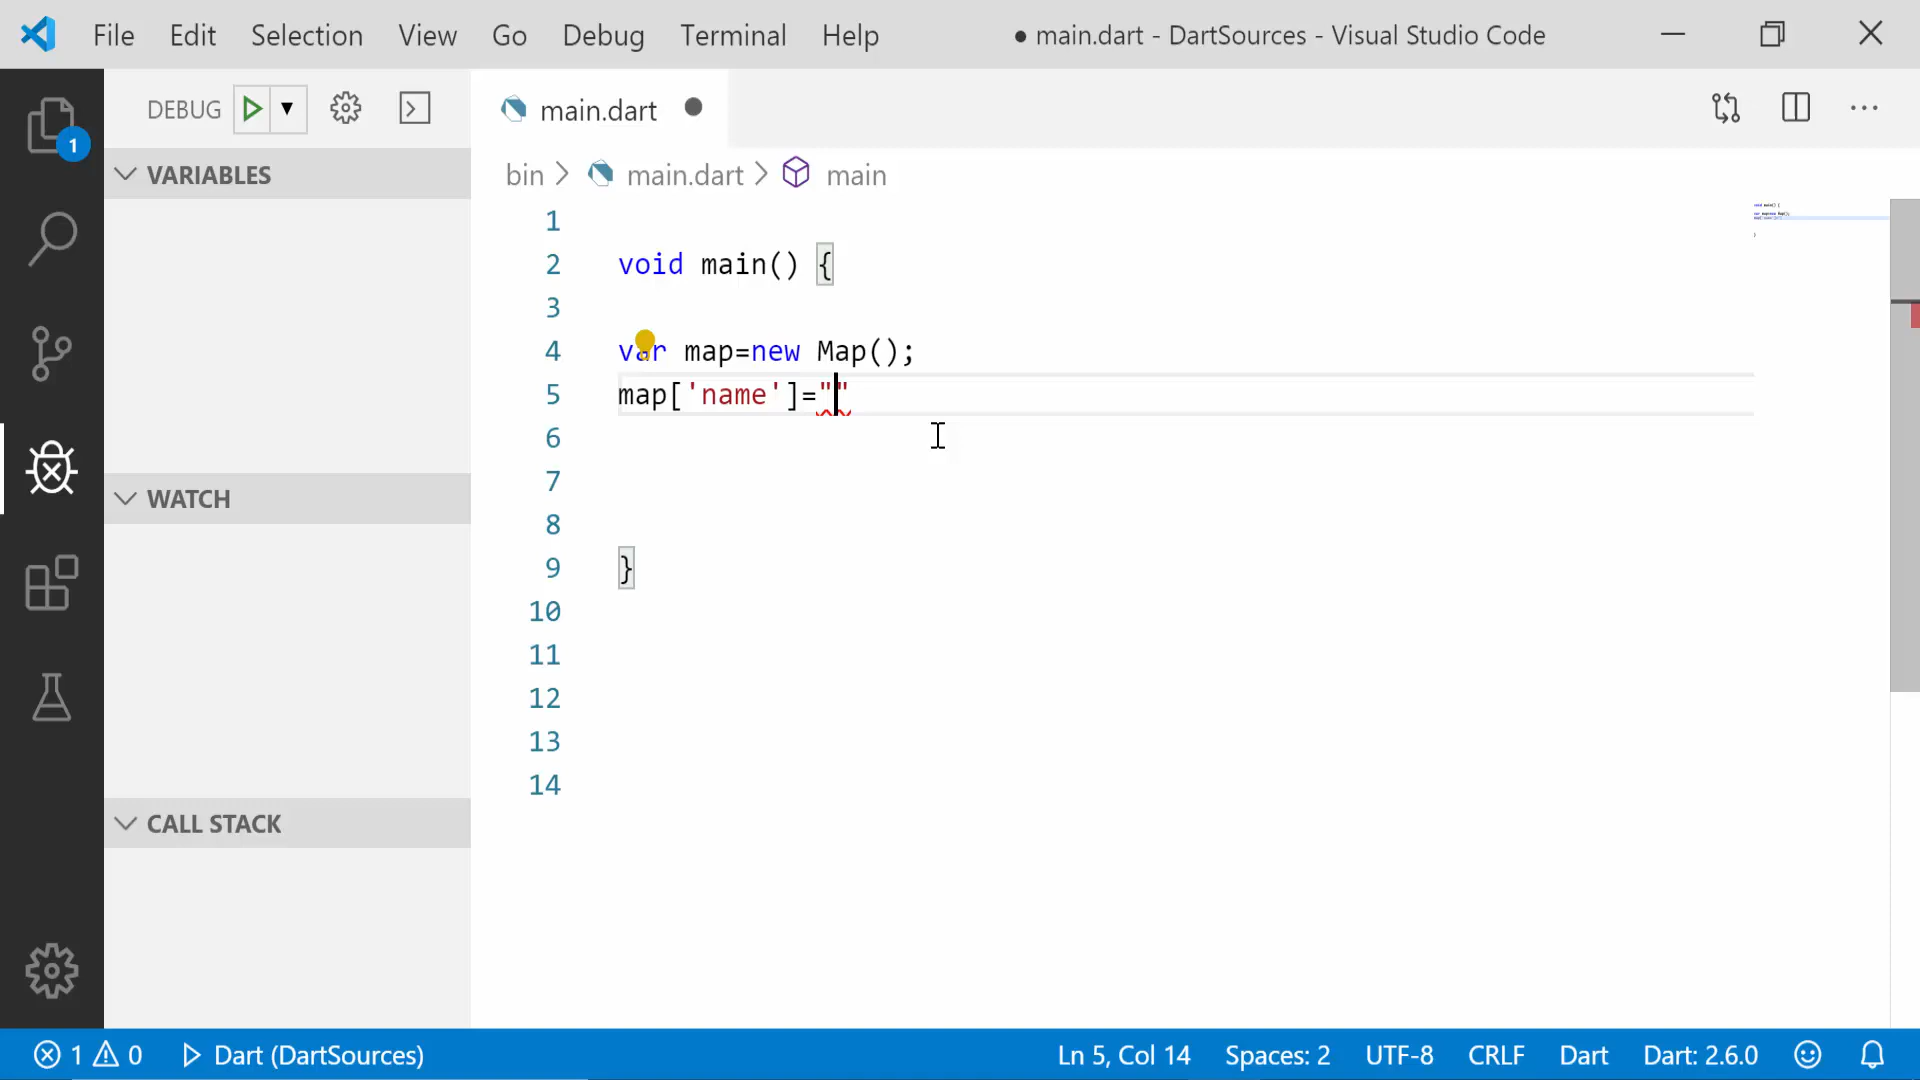 File Edit Selection View Go Debug Terminal Help ● main.dart - DartSources - Visual Studio Code
DEBUG
main.dart
1
VARIABLES
bin > main.dart > main
1
2 void main() {
3
4 var map=new Map();
5 map['name']=""
6
7
8
9 }
10
11
12
13
14
WATCH
CALL STACK
1 0 Dart (DartSources) Ln 5, Col 14 Spaces: 2 UTF-8 CRLF Dart Dart: 2.6.0